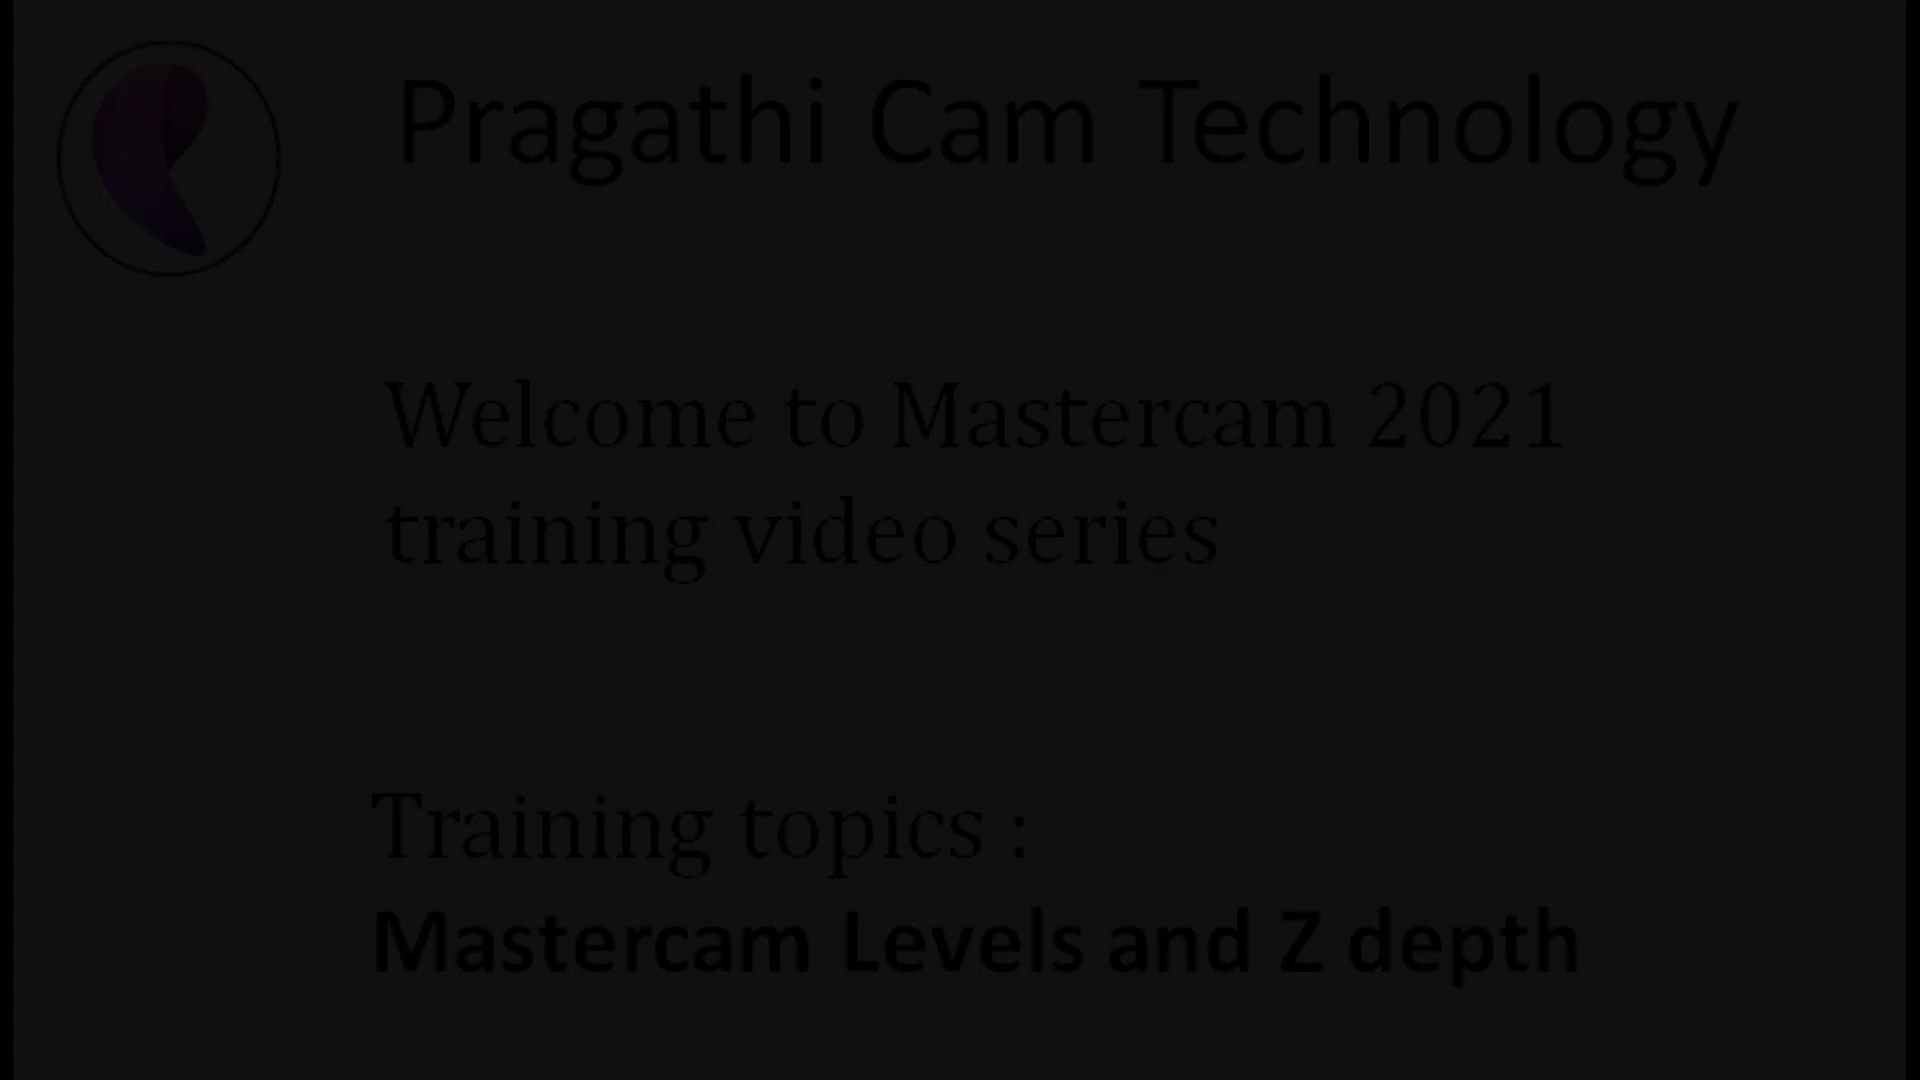 Pragathi Cam Technology
Welcome to Mastercam 2021
training video series
Training topics :
Mastercam Levels and Z depth